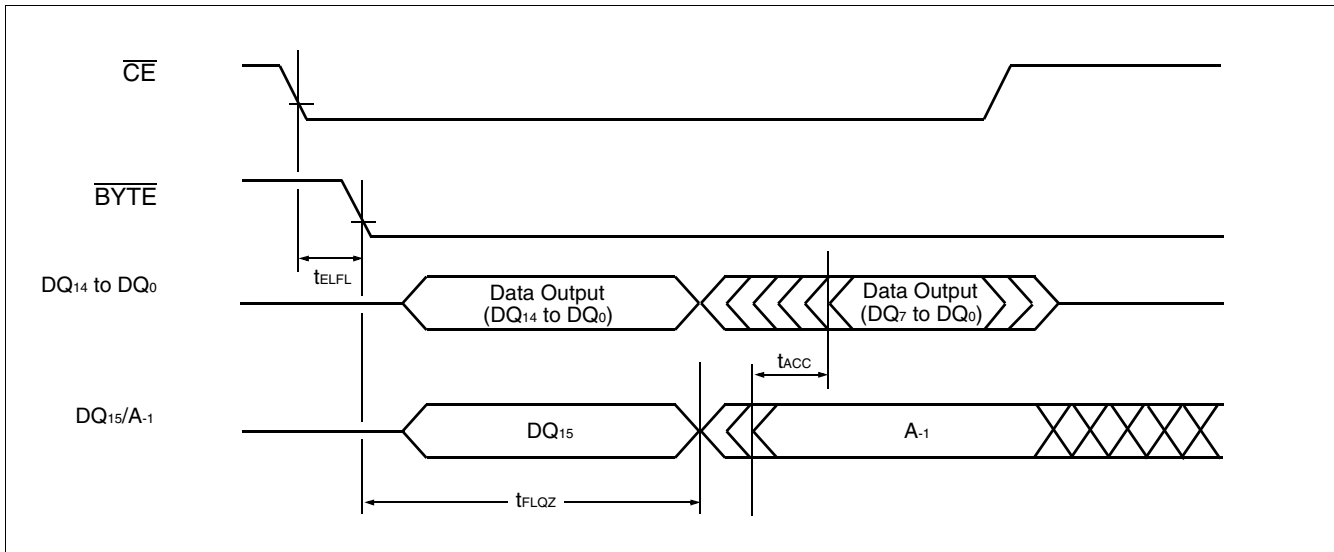 CE
BYTE
tELFL
DQ14 to DQ0
Data Output
(DQ14 to DQ0)
Data Output
(DQ7 to DQ0)
tACC
DQ15/A-1
DQ15
A-1
tFLQZ